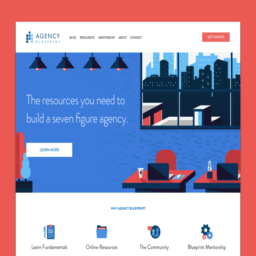 AGENCY
BLUEPRINT
BLOG RESOURCES MENTORSHIP ABOUT CONTACT
GET STARTED
The resources you need to
build a seven figure agency.
LEARN MORE
WHY AGENCY BLUEPRINT?
Learn Fundamentals
Online Resources
The Community
Blueprint Mentorship